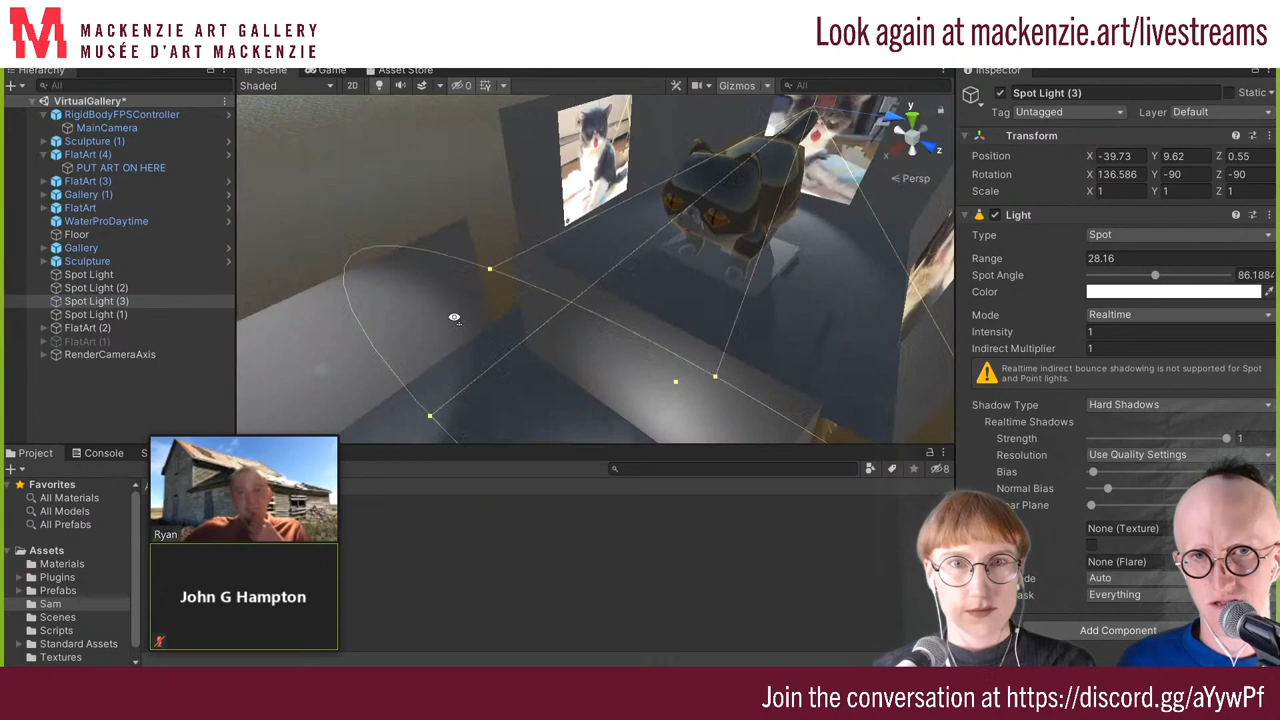 MACKENZIE ART GALLERY
MUSÉE D'ART MACKENZIE
Look again at mackenzie.art/livestreams
Hierarchy
Scene
Game
Asset Store
Inspector
All
Shaded
2D
0
Gizmos
All
VirtualGallery*
RigidBodyFPSController
MainCamera
Sculpture (1)
FlatArt (4)
PUT ART ON HERE
FlatArt (3)
Gallery (1)
FlatArt
WaterProDaytime
Floor
Gallery
Sculpture
Spot Light
Spot Light (2)
Spot Light (3)
Spot Light (1)
FlatArt (2)
FlatArt (1)
RenderCameraAxis
y
z
Persp
Spot Light (3)
Static
Tag Untagged
Layer Default
Transform
Position X -39.73 Y 9.62 Z 0.55
Rotation X 136.586 Y -90 Z -90
Scale X 1 Y 1 Z 1
Light
Type Spot
Range 28.16
Spot Angle 86.1884
Color
Mode Realtime
Intensity 1
Indirect Multiplier 1
Realtime indirect bounce shadowing is not supported for Spot
and Point lights.
Shadow Type Hard Shadows
Realtime Shadows
Strength 1
Resolution Use Quality Settings
Bias
Normal Bias
Plane
None (Texture)
None (Flare)
Auto
Everything
Add Component
Project
Console
8
Favorites
All Materials
All Models
All Prefabs
Assets
Materials
Plugins
Prefabs
Sam
Scenes
Scripts
Standard Assets
Textures
Ryan
John G Hampton
Join the conversation at https://discord.gg/aYywPf